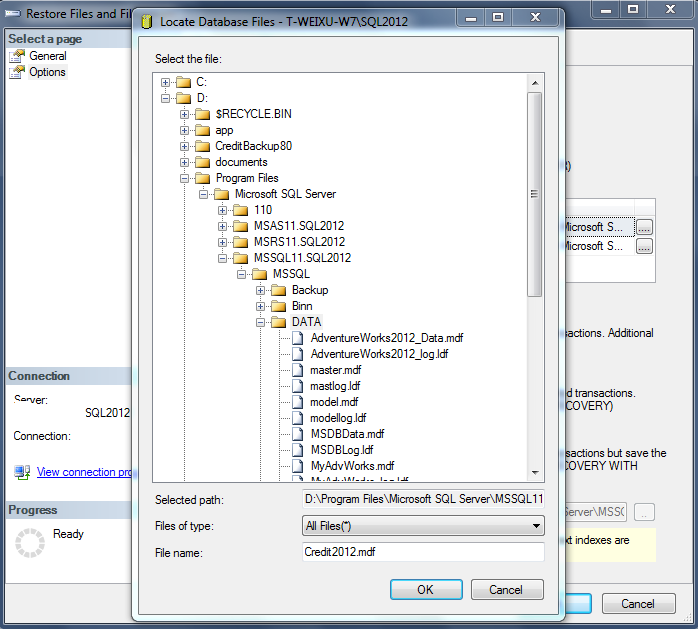 Restore Files and Fil
Locate Database Files - T-WEIXU-W7\SQL2012
Select a page
General
Options
Select the file:
C:
D:
$RECYCLE.BIN
app
CreditBackup80
documents
Program Files
Microsoft SQL Server
110
MSAS11.SQL2012
MSRS11.SQL2012
MSSQL11.SQL2012
MSSQL
Backup
Binn
DATA
AdventureWorks2012_Data.mdf
AdventureWorks2012_log.ldf
master.mdf
mastlog.ldf
model.mdf
modellog.ldf
MSDBData.mdf
MSDBLog.ldf
MyAdvWorks.mdf
MyAdvWorks_log.ldf
Selected path:
D:\Program Files\Microsoft SQL Server\MSSQL11
Files of type:
All Files(*)
File name:
Credit2012.mdf
OK
Cancel
Connection
Server:
SQL2012
Connection:
View connection pro
Progress
Ready
Microsoft S... ...
Microsoft S... ...
sactions. Additional
d transactions.
COVERY)
sactions but save the
COVERY WITH
Server\MSSQ ...
xt indexes are
Cancel